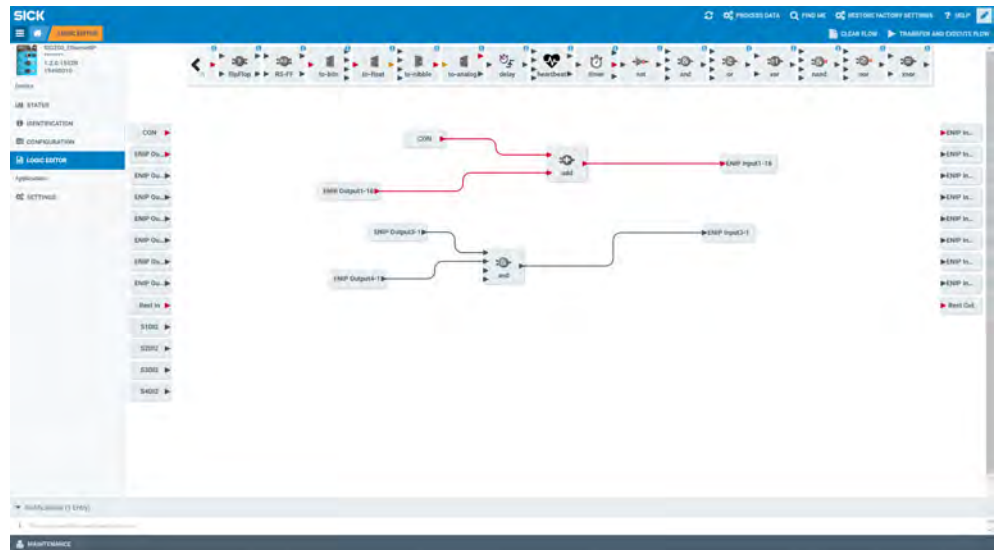 SICK
PROCESS DATA
FIND ME
RESTORE FACTORY SETTINGS
? HELP
LOGIC EDITOR
CLEAR FLOW
TRANSFER AND EXECUTE FLOW
STATUS
IDENTIFICATION
CONFIGURATION
LOGIC EDITOR
SETTINGS
FlipFlop
RS-FF
to-bits
to-float
to-nibble
to-analog
delay
heartbeat
timer
not
and
or
xor
nand
nor
xnor
CON
ENIP Ou...
ENIP Ou...
ENIP Ou...
ENIP Ou...
ENIP Ou...
ENIP Ou...
ENIP Ou...
Rest In
S1DI2
S2DI2
S3DI2
S4DI2
CON
ENIP Output1-16
add
ENIP Input1-16
ENIP Output3-1
ENIP Output4-1
and
ENIP Input3-1
ENIP In...
ENIP In...
ENIP In...
ENIP In...
ENIP In...
ENIP In...
ENIP In...
ENIP In...
Rest Out
Notifications (1 Entry)
MAINTENANCE